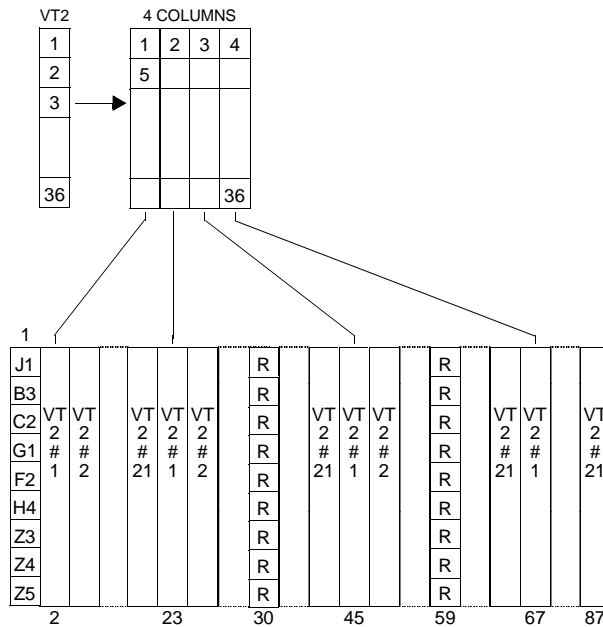 VT2 4 COLUMNS
1 1 2 3 4
2 5
3
36 36
1
J1 R R
B3 R R
C2 VT VT VT VT VT R VT VT VT R VT VT VT
G1 2 2 2 2 2 R 2 2 2 R 2 2 2
F2 # # # # # R # # # R # # #
H4 1 2 21 1 2 R 21 1 2 R 21 1 21
Z3 R R
Z4 R R
Z5 R R
2 23 30 45 59 67 87